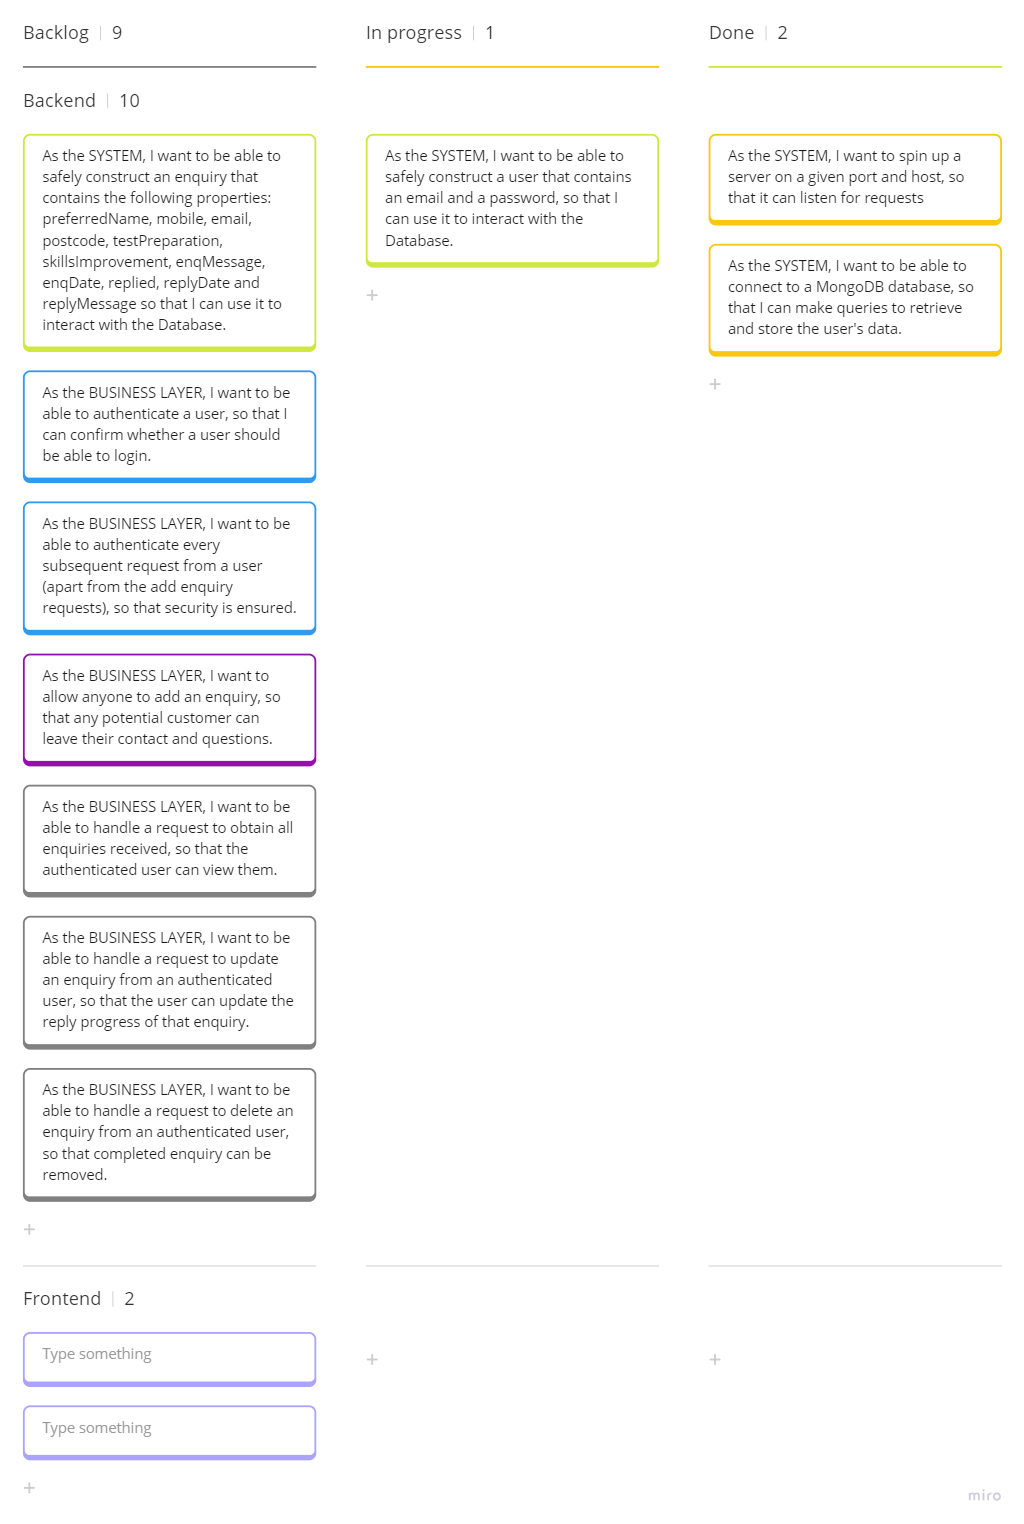 Backlog | 9
In progress | 1
Done | 2
Backend | 10
As the SYSTEM, I want to be able to
safely construct an enquiry that
contains the following properties:
preferredName, mobile, email,
postcode, testPreparation,
skillsImprovement, enqMessage,
enqDate, replied, replyDate and
replyMessage so that I can use it to
interact with the Database.
As the BUSINESS LAYER, I want to be
able to authenticate a user, so that I
can confirm whether a user should
be able to login.
As the BUSINESS LAYER, I want to be
able to authenticate every
subsequent request from a user
(apart from the add enquiry
requests), so that security is ensured.
As the BUSINESS LAYER, I want to
allow anyone to add an enquiry, so
that any potential customer can
leave their contact and questions.
As the BUSINESS LAYER, I want to be
able to handle a request to obtain all
enquiries received, so that the
authenticated user can view them.
As the BUSINESS LAYER, I want to be
able to handle a request to update
an enquiry from an authenticated
user, so that the user can update the
reply progress of that enquiry.
As the BUSINESS LAYER, I want to be
able to handle a request to delete an
enquiry from an authenticated user,
so that completed enquiry can be
removed.
+
As the SYSTEM, I want to be able to
safely construct a user that contains
an email and a password, so that I
can use it to interact with the
Database.
+
As the SYSTEM, I want to spin up a
server on a given port and host, so
that it can listen for requests
As the SYSTEM, I want to be able to
connect to a MongoDB database, so
that I can make queries to retrieve
and store the user's data.
+
Frontend | 2
Type something
Type something
+
+
+
miro